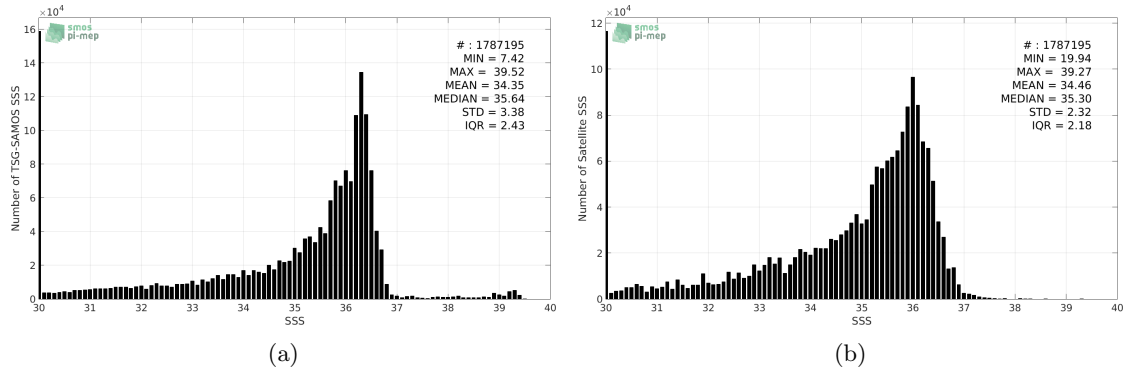 ×10⁴
smos
pi-mep
# : 1787195
MIN = 7.42
MAX = 39.52
MEAN = 34.35
MEDIAN = 35.64
STD = 3.38
IQR = 2.43
Number of TSG-SAMOS SSS
16
14
12
10
8
6
4
2
0
30 31 32 33 34 35 36 37 38 39 40
SSS
(a)
×10⁴
smos
pi-mep
# : 1787195
MIN = 19.94
MAX = 39.27
MEAN = 34.46
MEDIAN = 35.30
STD = 2.32
IQR = 2.18
Number of Satellite SSS
12
10
8
6
4
2
0
30 31 32 33 34 35 36 37 38 39 40
SSS
(b)